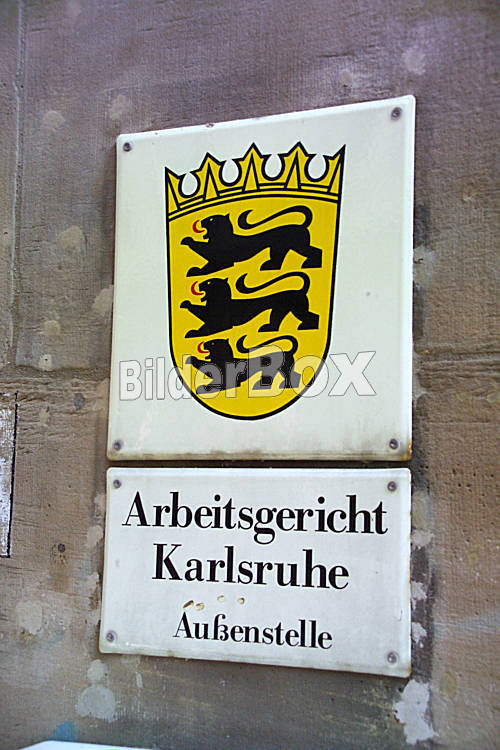 BilderBOX
Arbeitsgericht
Karlsruhe
Außenstelle